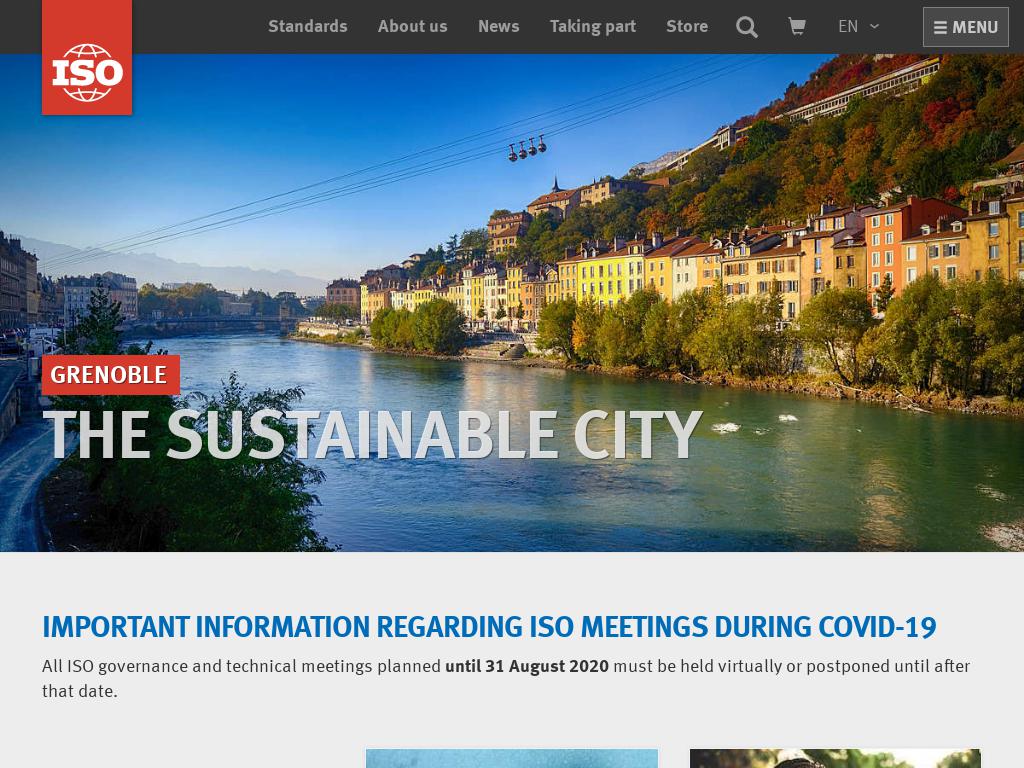 Standards About us News Taking part Store EN MENU
ISO
GRENOBLE
THE SUSTAINABLE CITY
IMPORTANT INFORMATION REGARDING ISO MEETINGS DURING COVID-19
All ISO governance and technical meetings planned until 31 August 2020 must be held virtually or postponed until after
that date.